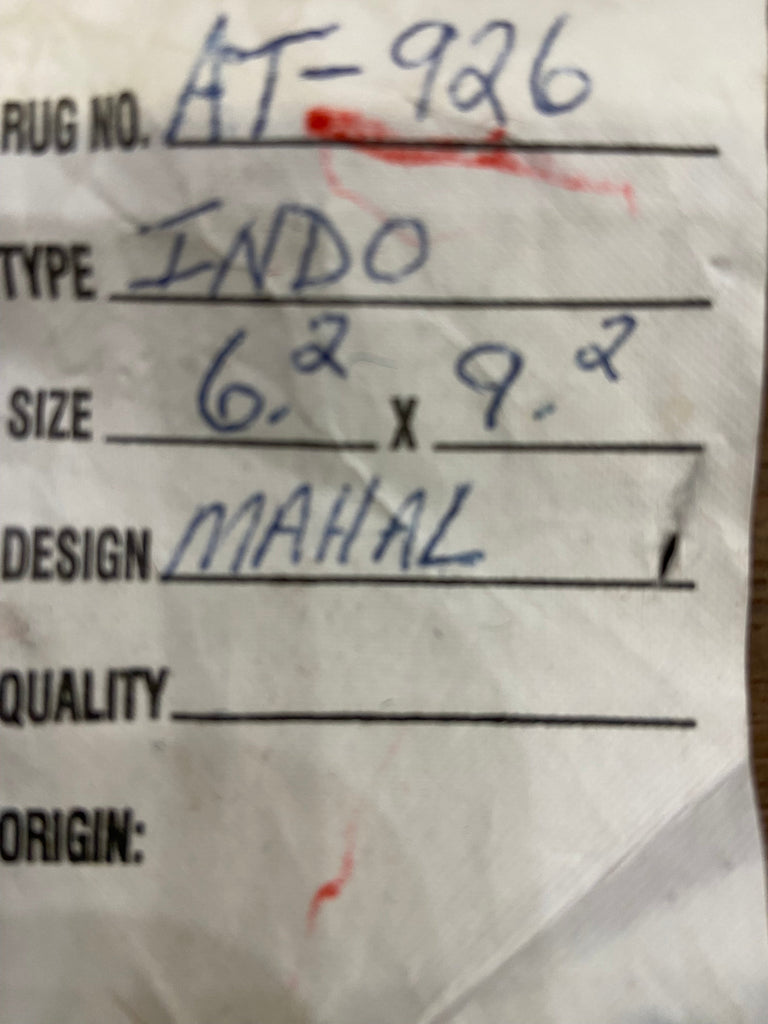 RUG NO. AT-926
TYPE INDO
SIZE 6.2 X 9.2
DESIGN MAHAL
QUALITY
ORIGIN: